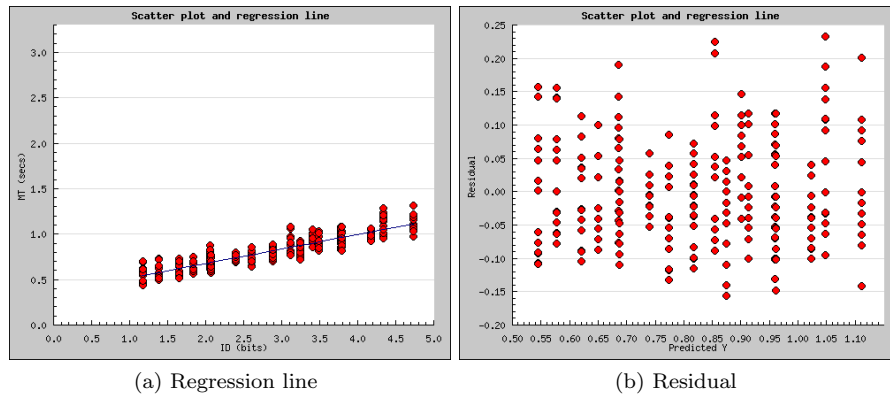 Scatter plot and regression line
MT (secs)
3.0
2.5
2.0
1.5
1.0
0.5
0.0
0.0 0.5 1.0 1.5 2.0 2.5 3.0 3.5 4.0 4.5 5.0
ID (bits)
(a) Regression line
Scatter plot and regression line
Residual
0.25
0.20
0.15
0.10
0.05
0.00
-0.05
-0.10
-0.15
-0.20
0.50 0.55 0.60 0.65 0.70 0.75 0.80 0.85 0.90 0.95 1.00 1.05 1.10
Predicted Y
(b) Residual